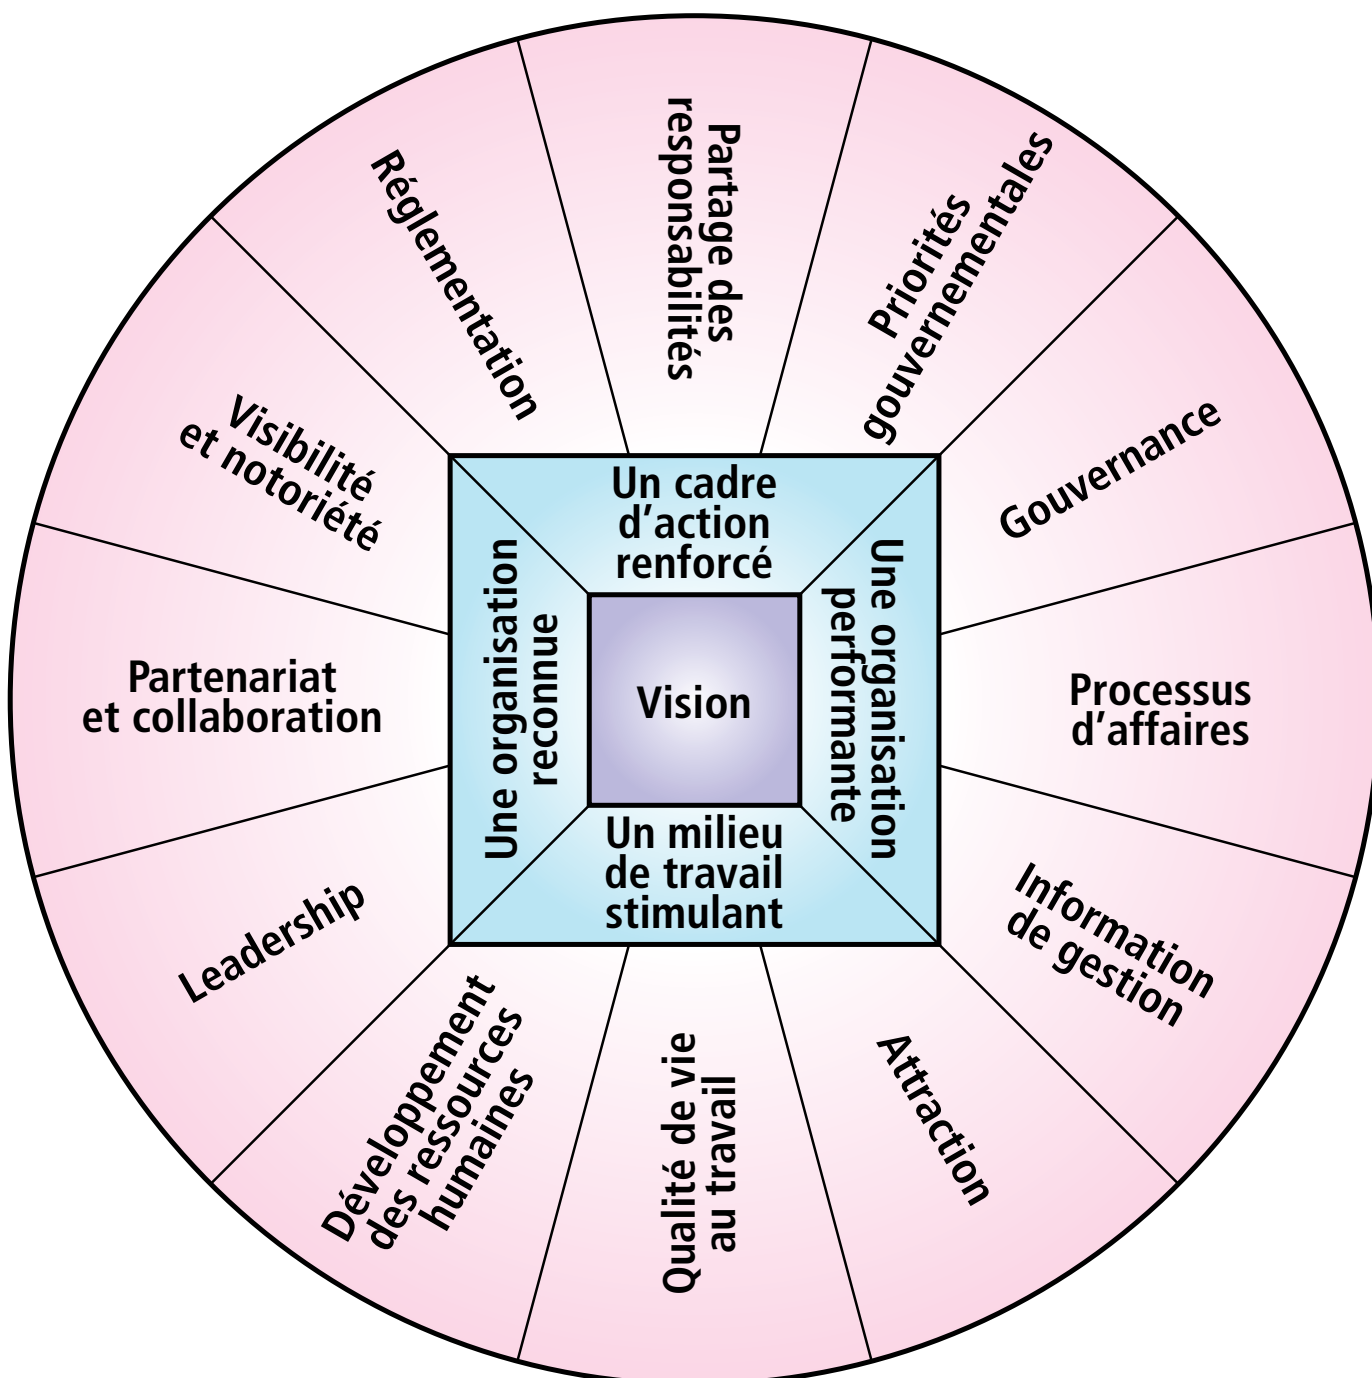 Partage des
responsabilités
Priorités
gouvernementales
Gouvernance
Processus
d’affaires
Information
de gestion
Attraction
Qualité de vie
au travail
Développement
des ressources
humaines
Leadership
Partenariat
et collaboration
Visibilité
et notoriété
Réglementation
Un cadre
d’action
renforcé
Une organisation
performante
Un milieu
de travail
stimulant
Une organisation
reconnue
Vision